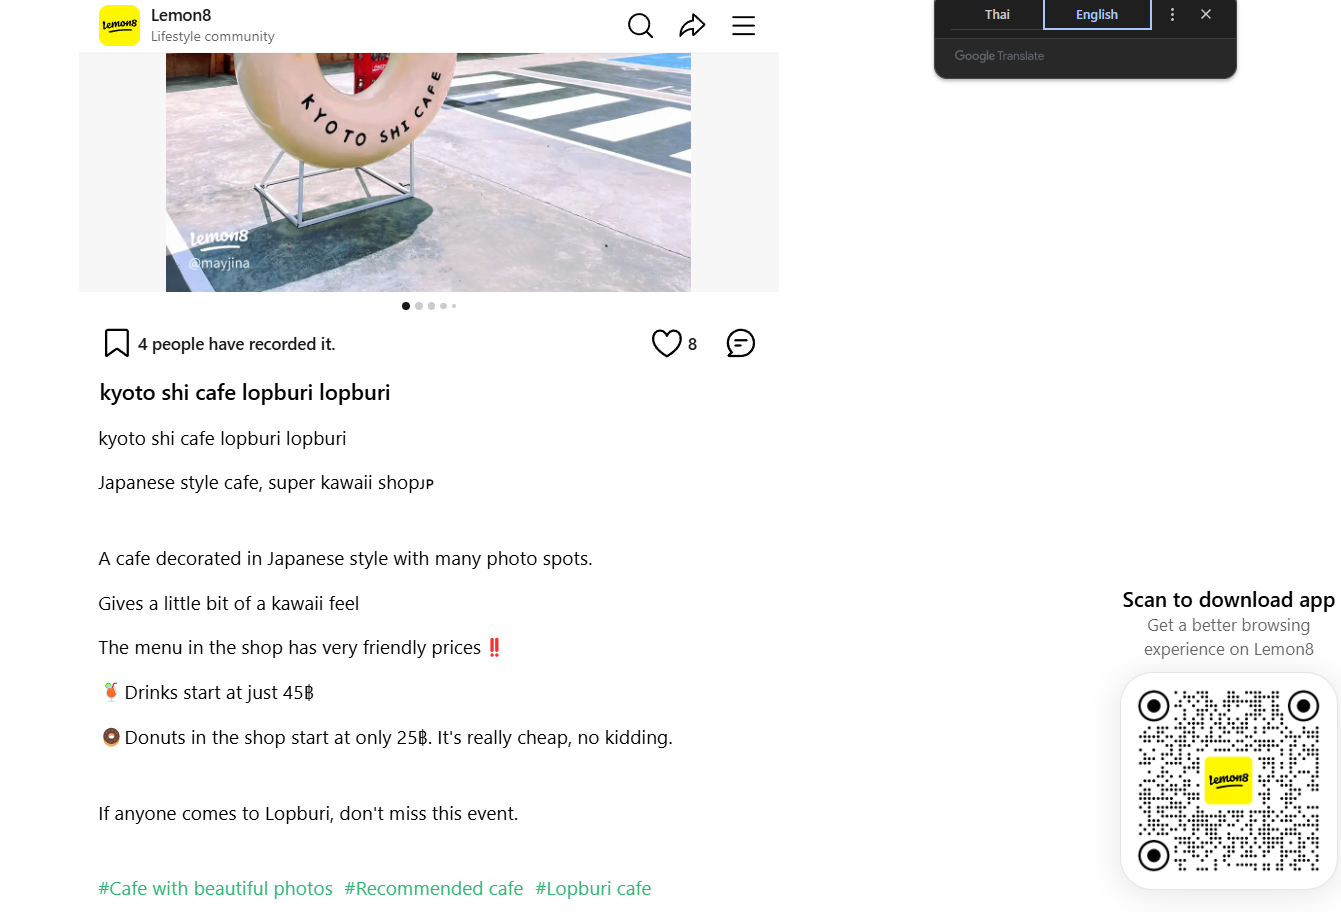 Lemon8
Lifestyle community
Thai
English
Google Translate
lemon8
KYOTO SHI CAFE
lemon8
@mayjina
4 people have recorded it.
8
kyoto shi cafe lopburi lopburi
kyoto shi cafe lopburi lopburi
Japanese style cafe, super kawaii shop🇯🇵
A cafe decorated in Japanese style with many photo spots.
Gives a little bit of a kawaii feel
The menu in the shop has very friendly prices ‼️
🍹 Drinks start at just 45฿
🍩 Donuts in the shop start at only 25฿. It's really cheap, no kidding.
If anyone comes to Lopburi, don't miss this event.
#Cafe with beautiful photos #Recommended cafe #Lopburi cafe
Scan to download app
Get a better browsing
experience on Lemon8
lemon8